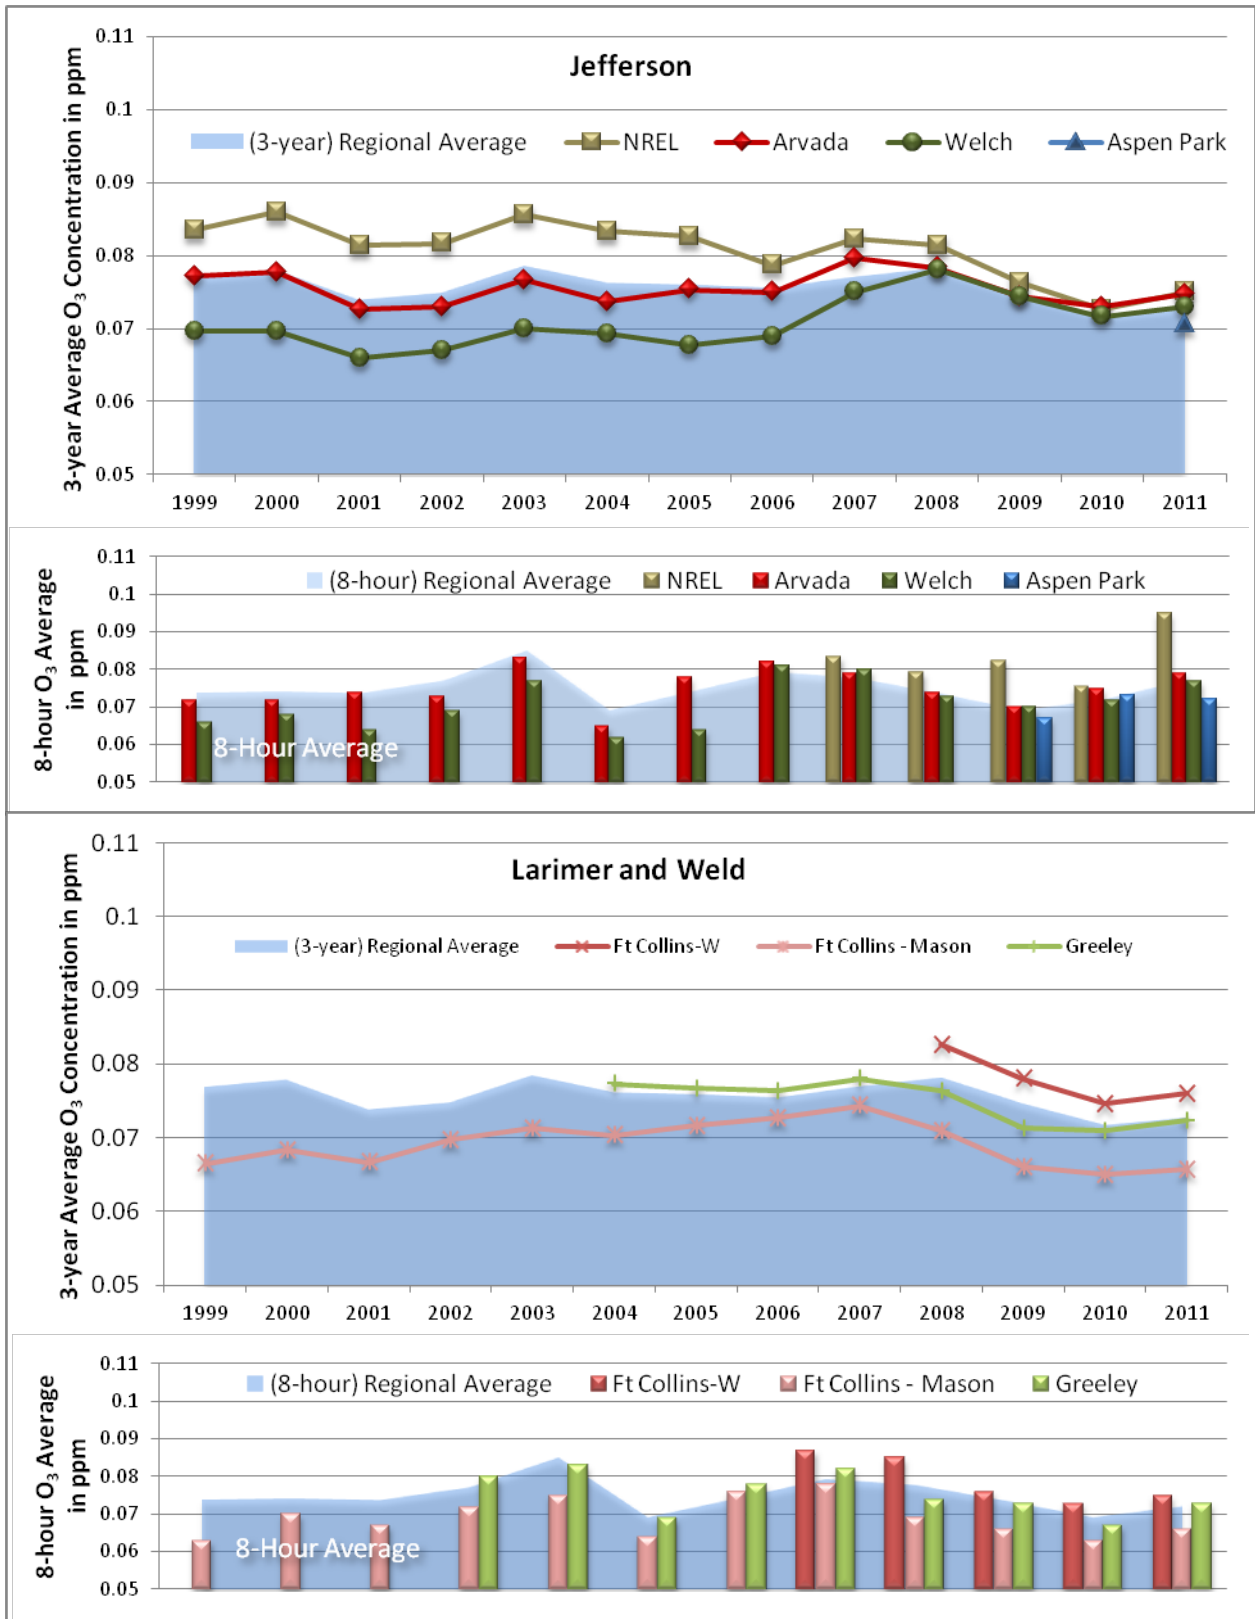 Jefferson
3-year Average O₃ Concentration in ppm
0.11
0.1
0.09
0.08
0.07
0.06
0.05
(3-year) Regional Average NREL Arvada Welch Aspen Park
1999 2000 2001 2002 2003 2004 2005 2006 2007 2008 2009 2010 2011
8-hour O₃ Average
in ppm
0.11
0.1
0.09
0.08
0.07
0.06
0.05
(8-hour) Regional Average NREL Arvada Welch Aspen Park
8-Hour Average
Larimer and Weld
3-year Average O₃ Concentration in ppm
0.11
0.1
0.09
0.08
0.07
0.06
0.05
(3-year) Regional Average Ft Collins-W Ft Collins - Mason Greeley
1999 2000 2001 2002 2003 2004 2005 2006 2007 2008 2009 2010 2011
8-hour O₃ Average
in ppm
0.11
0.1
0.09
0.08
0.07
0.06
0.05
(8-hour) Regional Average Ft Collins-W Ft Collins - Mason Greeley
8-Hour Average